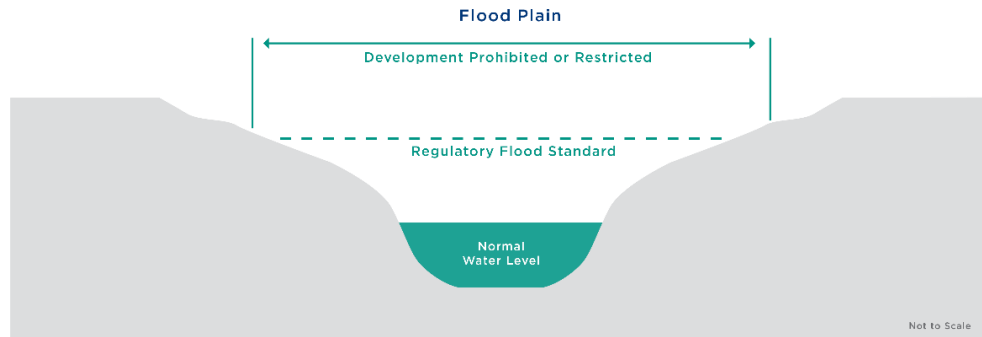 Flood Plain
Development Prohibited or Restricted
Regulatory Flood Standard
Normal
Water Level
Not to Scale